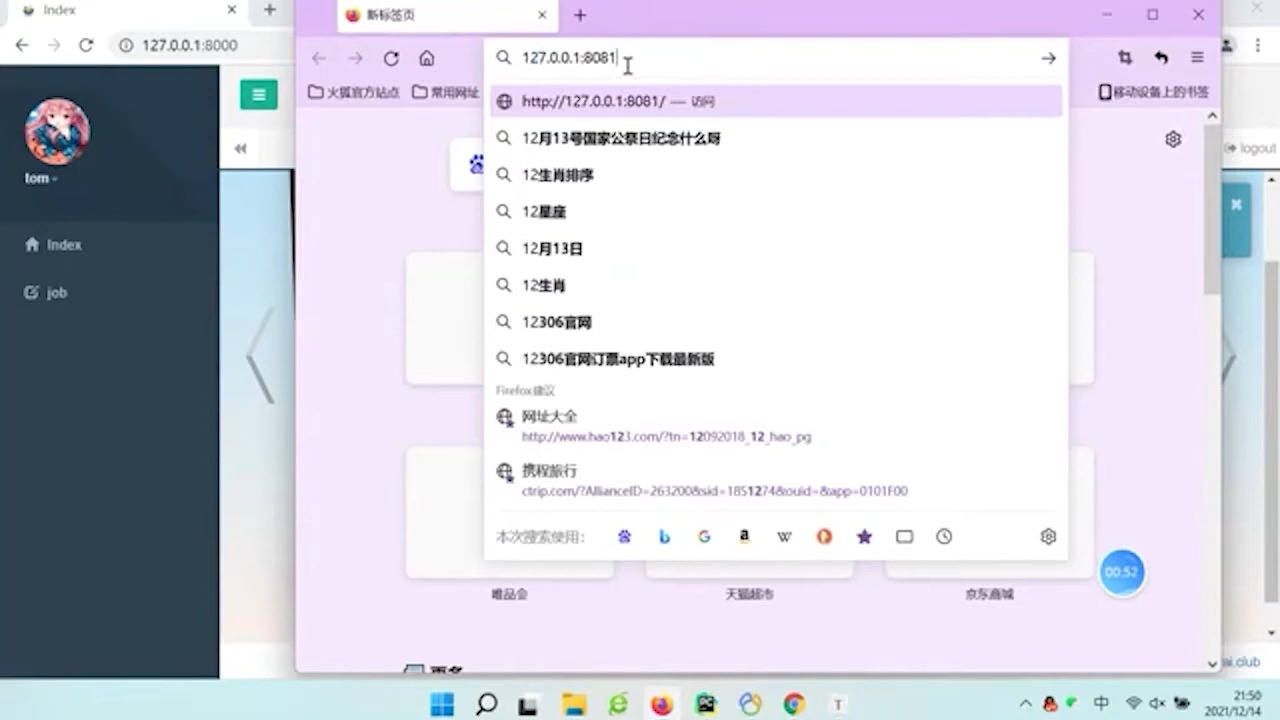 Index
新标签页
127.0.0.1:8000
127.0.0.1:8081
火狐官方站点
常用网址
移动设备上的书签
http://127.0.0.1:8081/ — 访问
12月13号国家公祭日纪念什么呀
logout
12生肖排序
tom
12星座
Index
12月13日
job
12生肖
12306官网
12306官网订票app下载最新版
Firefox建议
网址大全
http://www.hao123.com/?tn=12092018_12_hao_pg
携程旅行
ctrip.com/?AllianceID=263200&sid=1851274&ouid=&app=0101F00
本次搜索使用:
00:52
唯品会
天猫超市
京东商城
ai.club
中
21:50
2021/12/14